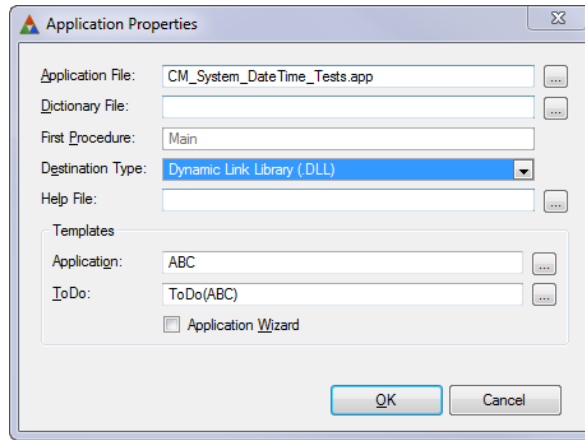 Application Properties
Application File: CM_System_DateTime_Tests.app ...
Dictionary File: ...
First Procedure: Main
Destination Type: Dynamic Link Library (.DLL)
Help File: ...
Templates
Application: ABC ...
ToDo: ToDo(ABC) ...
Application Wizard
OK Cancel